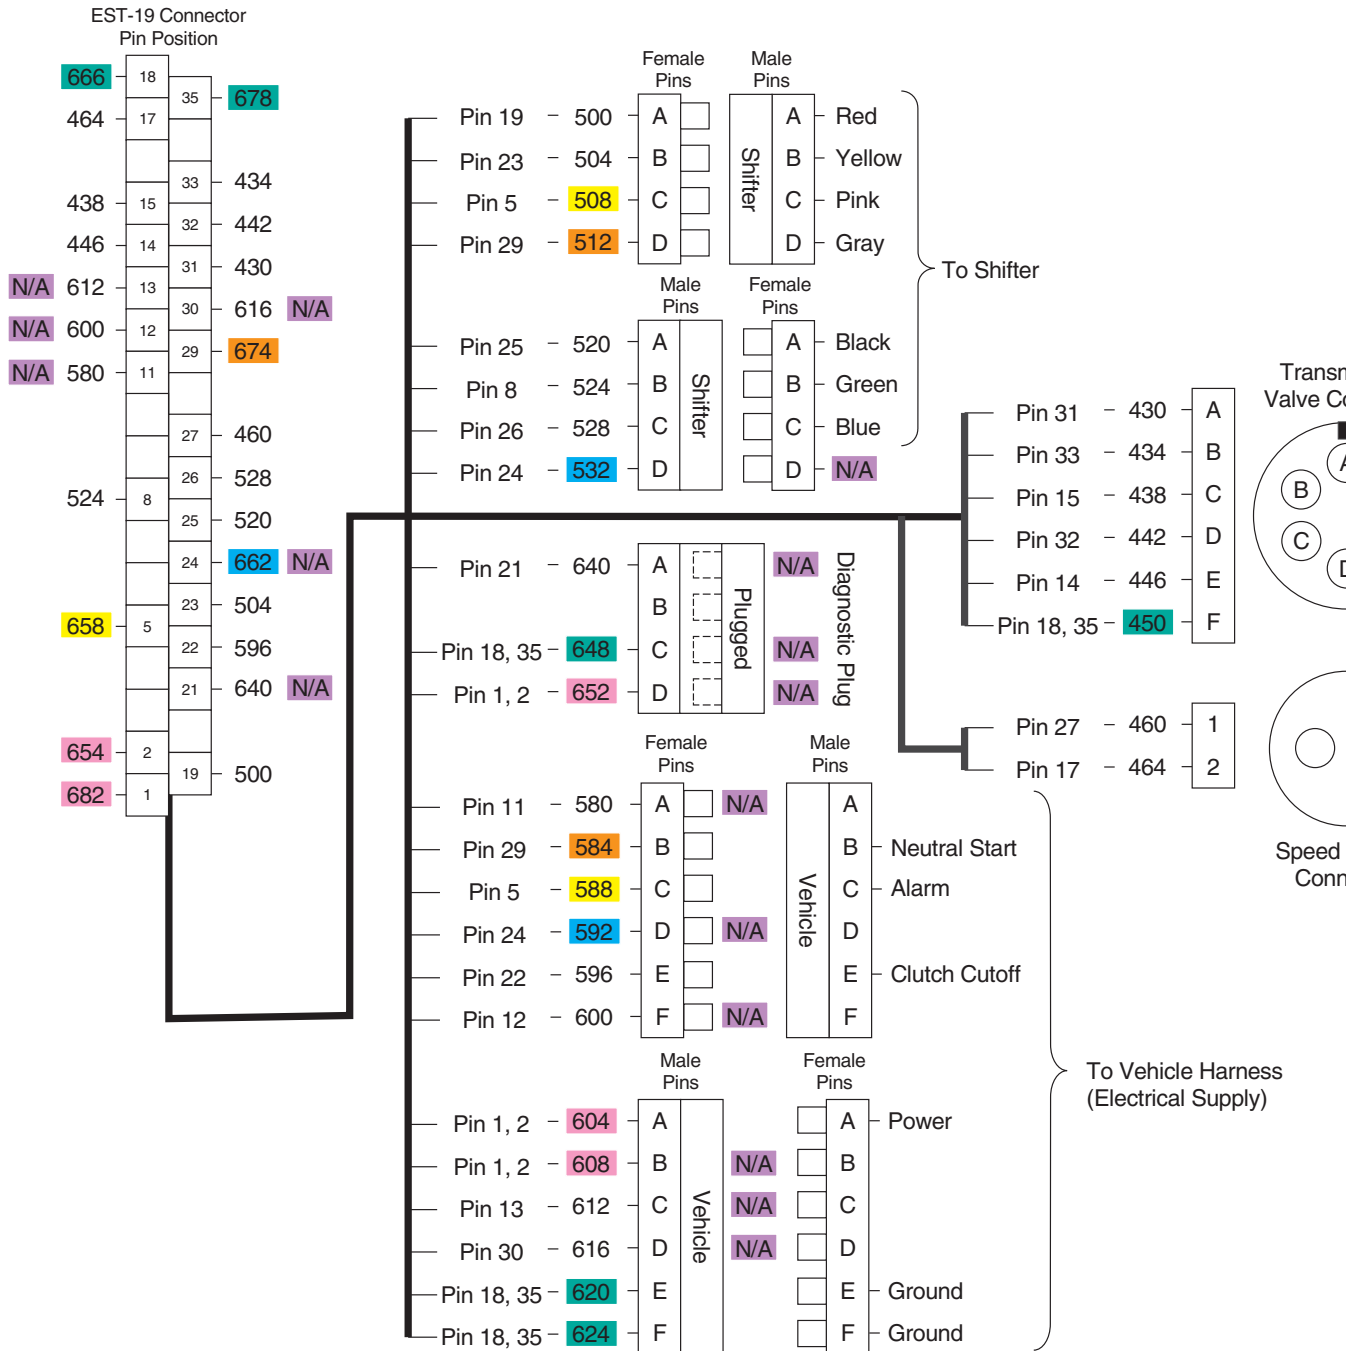 EST-19 Connector
Pin Position
666 18
35 678
464 17
33 434
438 15
32 442
446 14
31 430
N/A 612 13
30 616 N/A
N/A 600 12
29 674
N/A 580 11
27 460
26 528
524 8
25 520
24 662 N/A
23 504
658 5
22 596
21 640 N/A
654 2
19 500
682 1
Female
Pins
Male
Pins
Pin 19 - 500 A
Pin 23 - 504 B
Pin 5 - 508 C
Pin 29 - 512 D
Shifter
A Red
B Yellow
C Pink
D Gray
To Shifter
Male
Pins
Female
Pins
Pin 25 - 520 A
Pin 8 - 524 B
Pin 26 - 528 C
Pin 24 - 532 D
Shifter
A Black
B Green
C Blue
D N/A
Pin 21 - 640 A N/A
B
Pin 18, 35 - 648 C N/A
Pin 1, 2 - 652 D N/A
Plugged
Diagnostic Plug
Female
Pins
Male
Pins
Pin 11 - 580 A N/A
Pin 29 - 584 B
Pin 5 - 588 C
Pin 24 - 592 D N/A
Pin 22 - 596 E
Pin 12 - 600 F N/A
Vehicle
A
B Neutral Start
C Alarm
D
E Clutch Cutoff
F
Male
Pins
Female
Pins
Pin 1, 2 - 604 A
Pin 1, 2 - 608 B N/A
Pin 13 - 612 C N/A
Pin 30 - 616 D N/A
Pin 18, 35 - 620 E
Pin 18, 35 - 624 F
Vehicle
A Power
B
C
D
E Ground
F Ground
To Vehicle Harness
(Electrical Supply)
Pin 31 - 430 A
Pin 33 - 434 B
Pin 15 - 438 C
Pin 32 - 442 D
Pin 14 - 446 E
Pin 18, 35 - 450 F
Pin 27 - 460 1
Pin 17 - 464 2
Valve
A
B
C
D
Speed